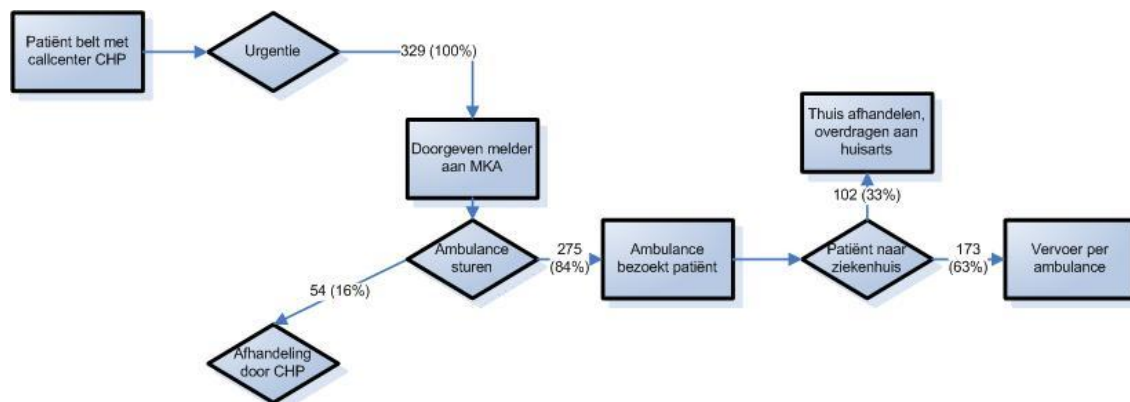 Patiënt belt met
callcenter CHP
Urgentie
329 (100%)
Doorgeven melder
aan MKA
Ambulance
sturen
54 (16%)
Afhandeling
door CHP
275
(84%)
Ambulance
bezoekt patiënt
Patiënt naar
ziekenhuis
102 (33%)
Thuis afhandelen,
overdragen aan
huisarts
173
(63%)
Vervoer per
ambulance